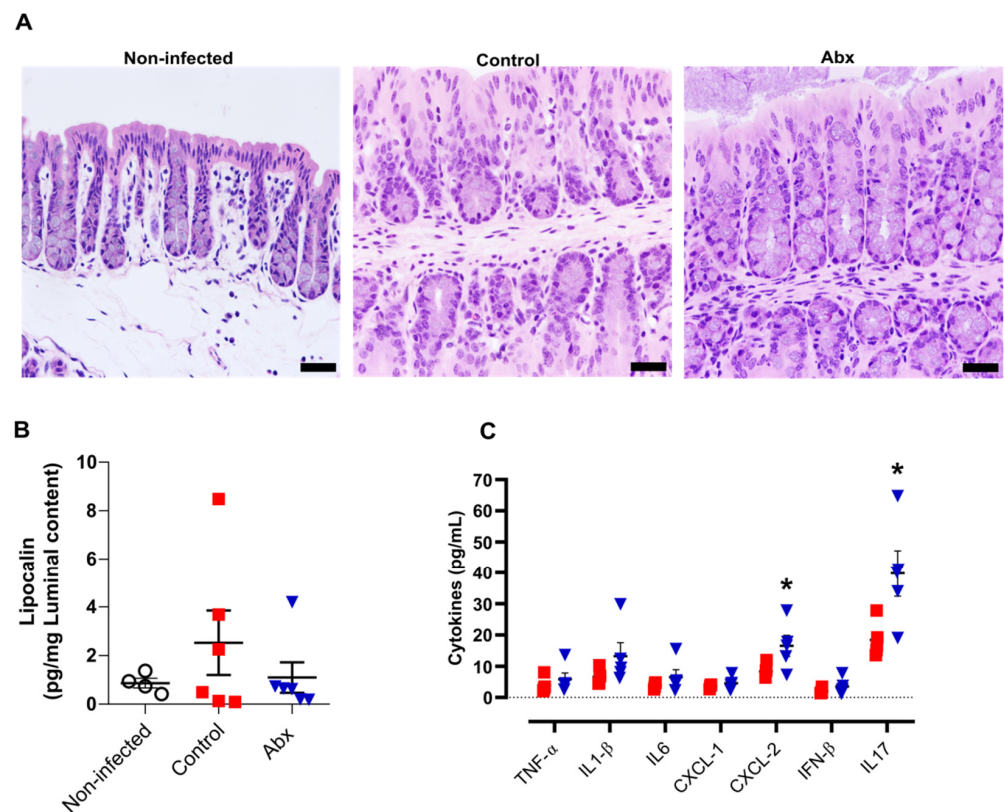 A
Non-infected
Control
Abx
B
Lipocalin
(pg/mg Luminal content)
10
8
6
4
2
0
Non-infected
Control
Abx
C
Cytokines (pg/mL)
70
60
50
40
30
20
10
0
*
*
TNF-α
IL1-β
IL6
CXCL-1
CXCL-2
IFN-β
IL17